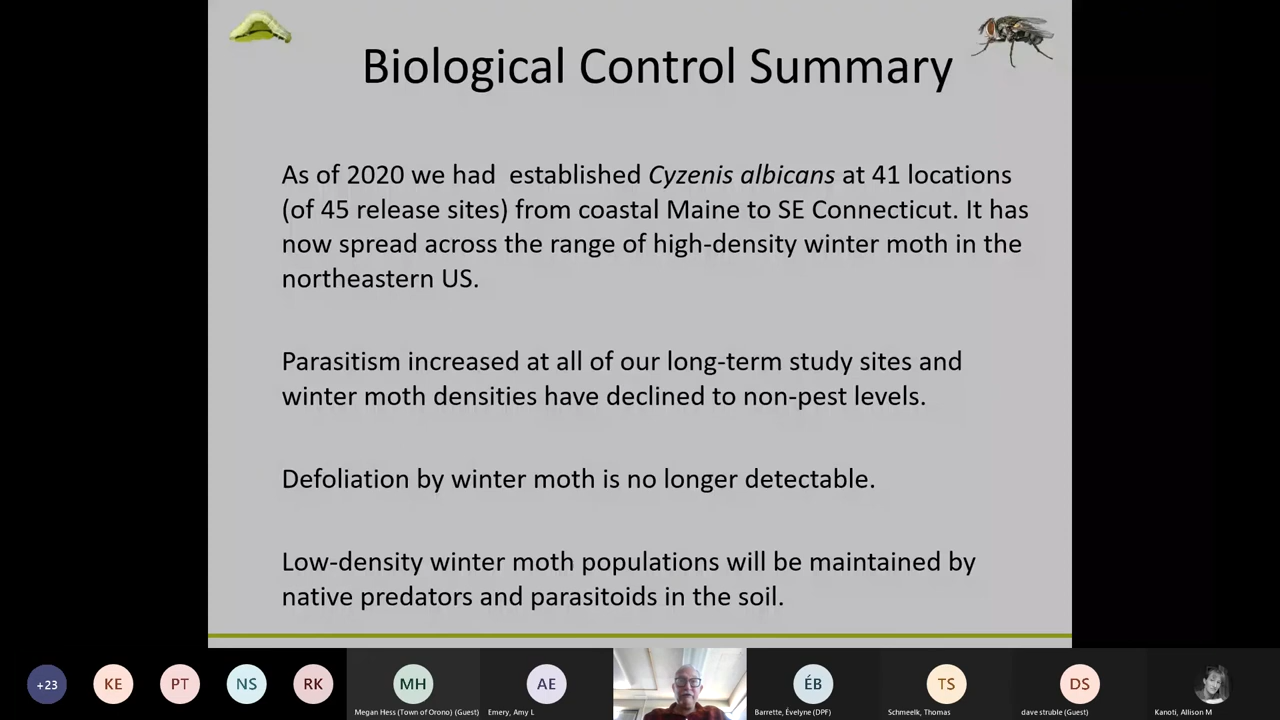 Biological Control Summary
As of 2020 we had  established Cyzenis albicans at 41 locations
(of 45 release sites) from coastal Maine to SE Connecticut. It has
now spread across the range of high-density winter moth in the
northeastern US.
Parasitism increased at all of our long-term study sites and
winter moth densities have declined to non-pest levels.
Defoliation by winter moth is no longer detectable.
Low-density winter moth populations will be maintained by
native predators and parasitoids in the soil.
+23
KE
PT
NS
RK
MH
AE
ÉB
TS
DS
Megan Hess (Town of Orono) (Guest)
Emery, Amy L
Barrette, Évelyne (DPF)
Schmeelk, Thomas
dave struble (Guest)
Kanoti, Allison M